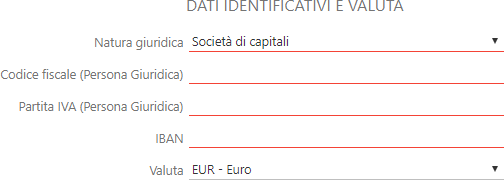 DATI IDENTIFICATIVI E VALUTA
Natura giuridica Società di capitali
Codice fiscale (Persona Giuridica)
Partita IVA (Persona Giuridica)
IBAN
Valuta EUR - Euro